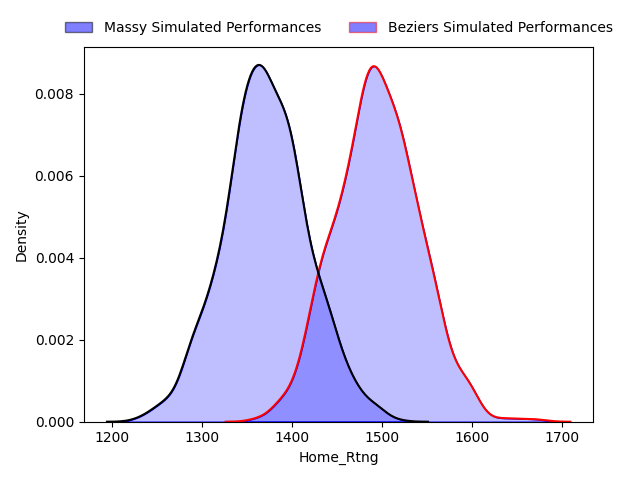 Massy Simulated Performances Beziers Simulated Performances
0.008
0.006
0.004
0.002
0.000
Density
1200 1300 1400 1500 1600 1700
Home_Rtng